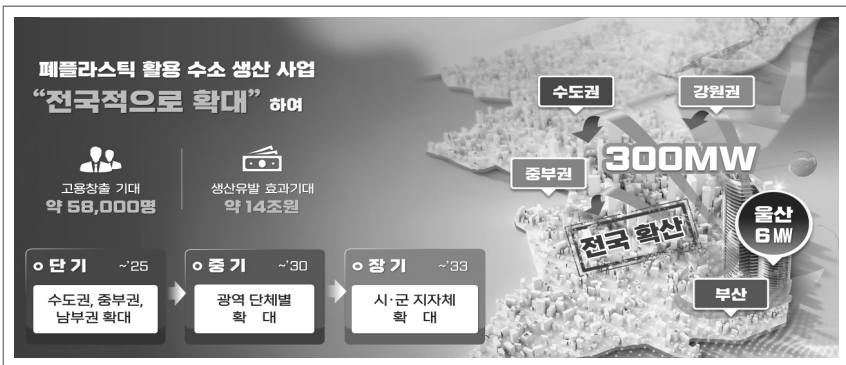 폐플라스틱 활용 수소 생산 사업
“전국적으로 확대” 하여
고용창출 기대
약 58,000명
생산유발 효과기대
약 14조원
단기 ~’25
수도권, 중부권,
남부권 확대
중기 ~’30
광역 단체별
확 대
장기 ~’33
시·군 지자체
확 대
수도권
강원권
300MW
중부권
전국 확산
울산
6 MW
부산